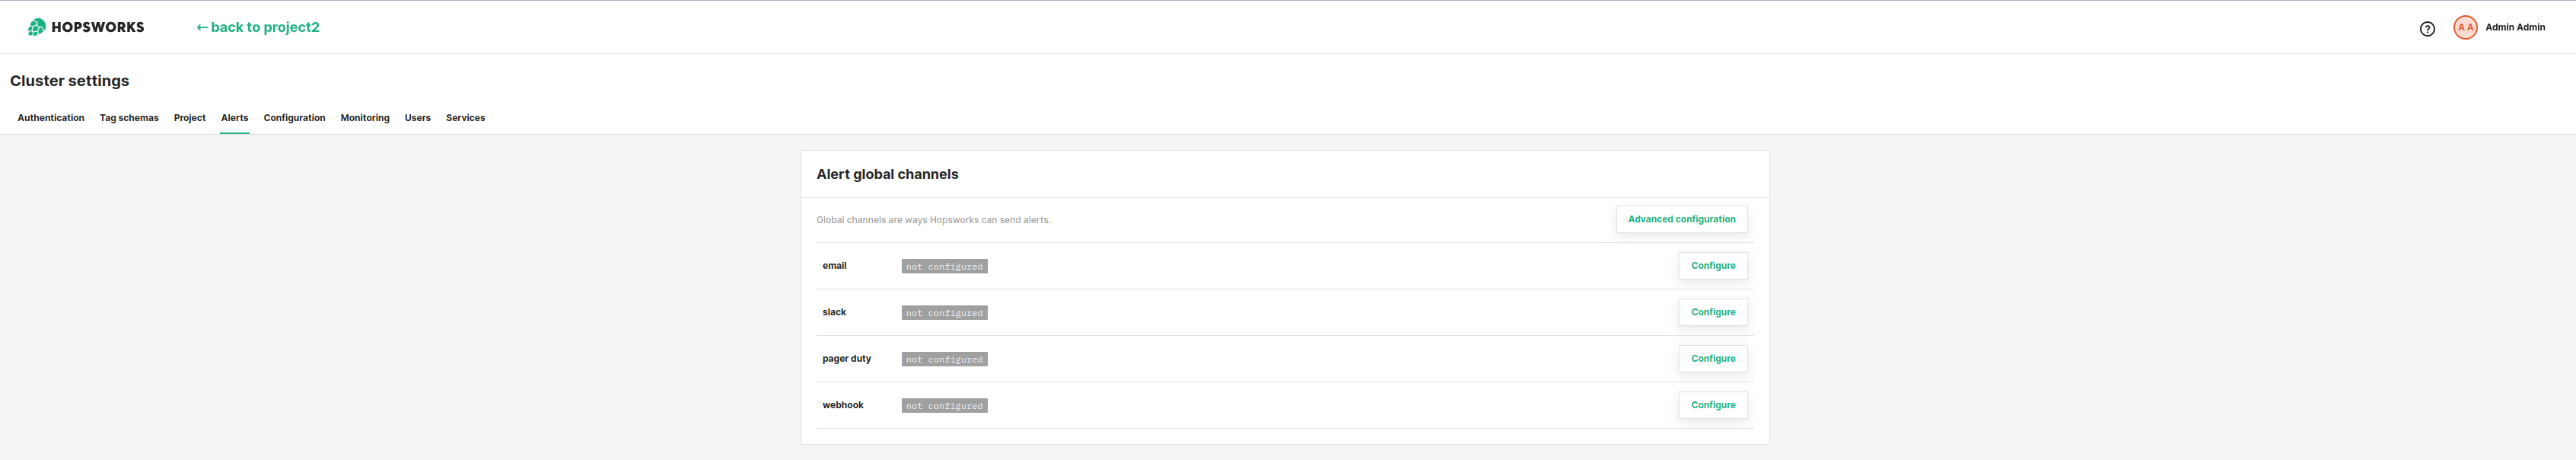 HOPSWORKS
← back to project2
? A A Admin Admin
Cluster settings
Authentication Tag schemas Project Alerts Configuration Monitoring Users Services
Alert global channels
Global channels are ways Hopsworks can send alerts. Advanced configuration
email not configured Configure
slack not configured Configure
pager duty not configured Configure
webhook not configured Configure